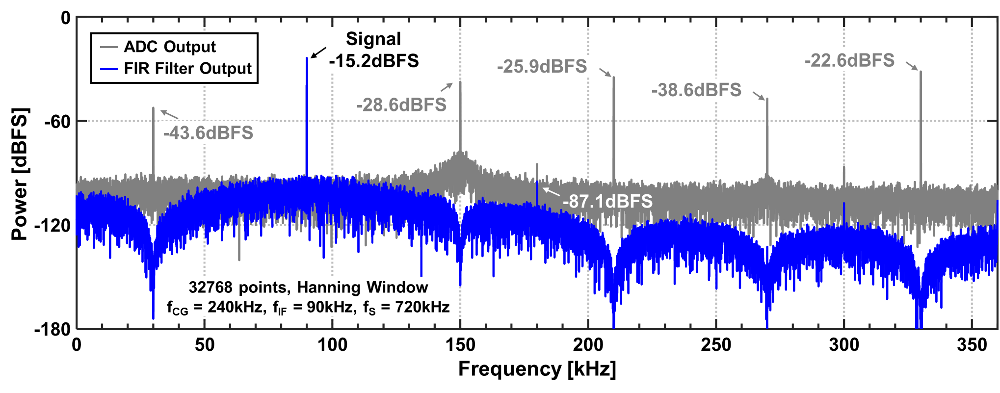 0
ADC Output
FIR Filter Output
Signal
-15.2dBFS
-25.9dBFS
-22.6dBFS
-38.6dBFS
-28.6dBFS
-43.6dBFS
-60
-87.1dBFS
-120
32768 points, Hanning Window
fCG = 240kHz, fIF = 90kHz, fS = 720kHz
-180
0 50 100 150 200 250 300 350
Frequency [kHz]
Power [dBFS]